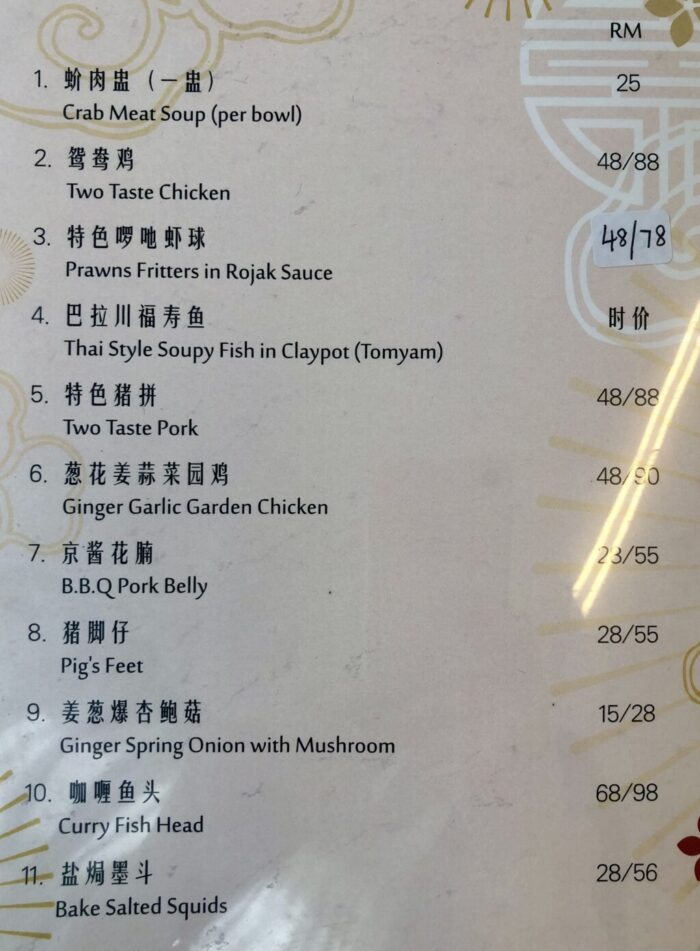 RM
1. 蚧肉盅 (一盅) 25
Crab Meat Soup (per bowl)
2. 鸳鸯鸡 48/88
Two Taste Chicken
3. 特色啰吔虾球 48/78
Prawns Fritters in Rojak Sauce
4. 巴拉川福寿鱼 时价
Thai Style Soupy Fish in Claypot (Tomyam)
5. 特色猪拼 48/88
Two Taste Pork
6. 葱花姜蒜菜园鸡 48/90
Ginger Garlic Garden Chicken
7. 京酱花腩
B.B.Q Pork Belly
8. 猪脚仔 28/55
Pig's Feet
9. 姜葱爆杏鲍菇 15/28
Ginger Spring Onion with Mushroom
10. 咖喱鱼头 68/98
Curry Fish Head
11. 盐焗墨斗 28/56
Bake Salted Squids